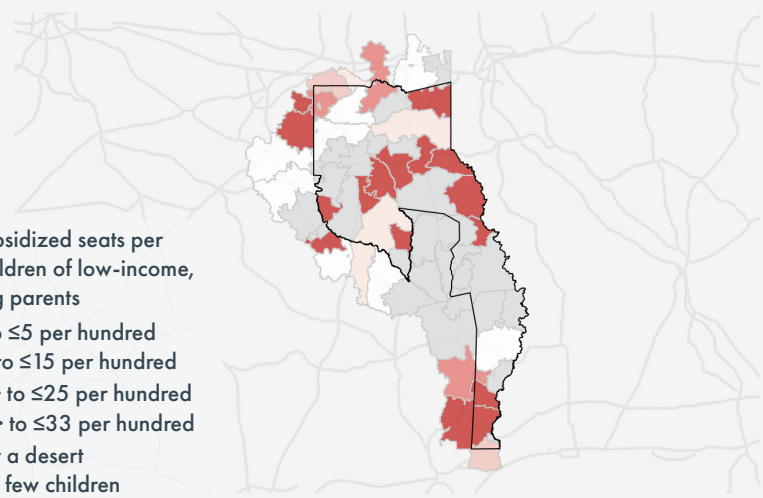 sidized seats per
ldren of low-income,
g parents
≤5 per hundred
to ≤15 per hundred
to ≤25 per hundred
to ≤33 per hundred
a desert
few children